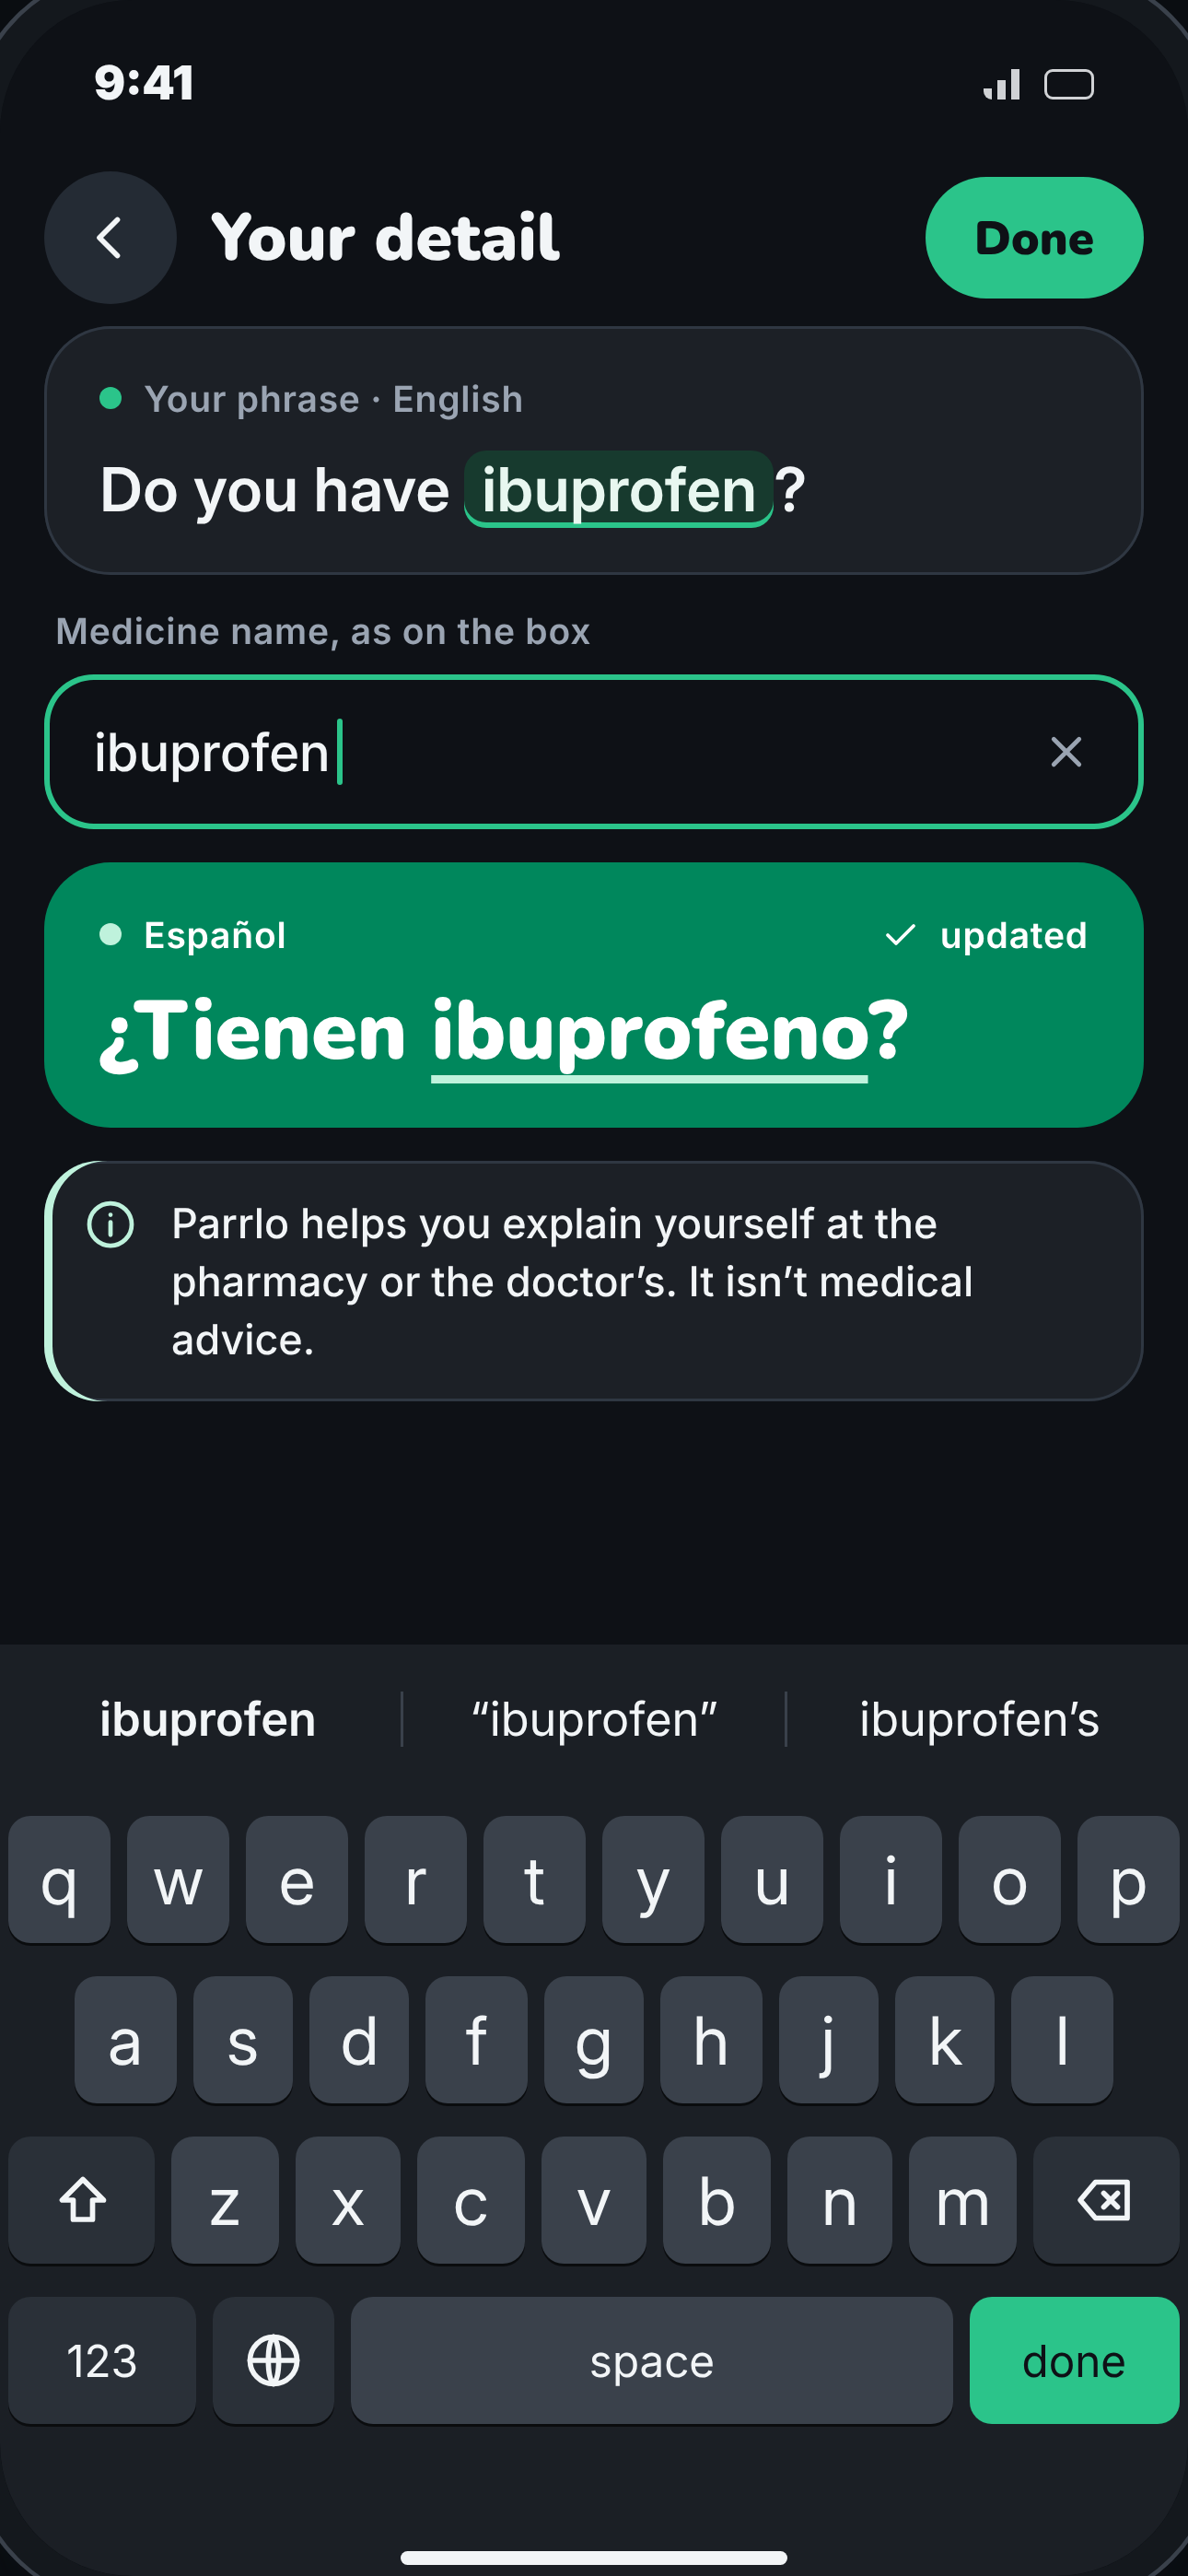 9:41
Your detail
Done
Your phrase · English
Do you have ibuprofen?
Medicine name, as on the box
ibuprofen
Español
updated
¿Tienen ibuprofeno?
Parrlo helps you explain yourself at the
pharmacy or the doctor’s. It isn’t medical
advice.
ibuprofen
“ibuprofen”
ibuprofen’s
q w e r t y u i o p
a s d f g h j k l
z x c v b n m
123
space
done